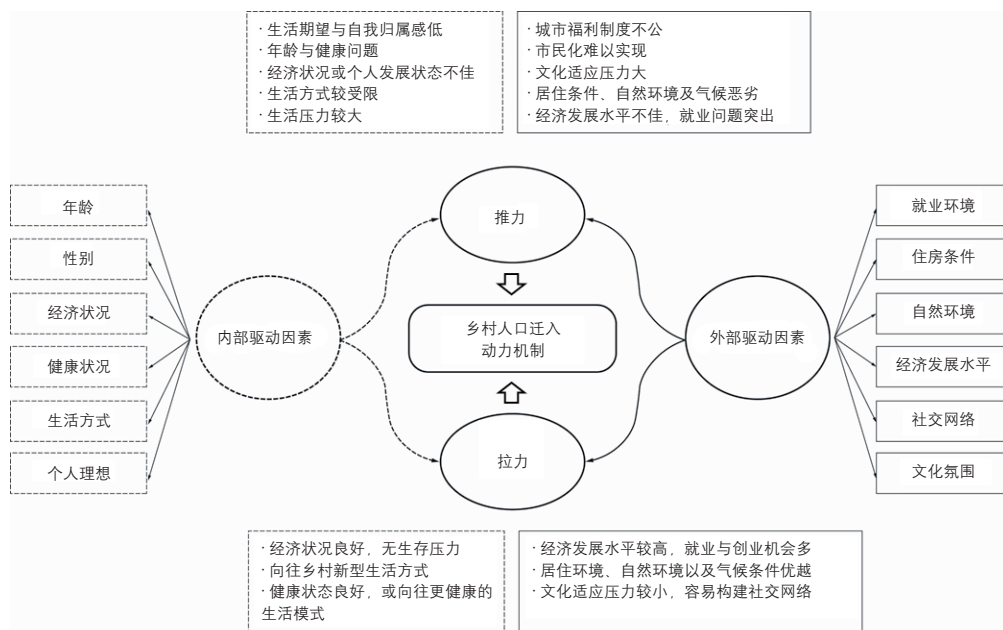 · 生活期望与自我归属感低
· 年龄与健康问题
· 经济状况或个人发展状态不佳
· 生活方式较受限
· 生活压力较大
· 城市福利制度不公
· 市民化难以实现
· 文化适应压力大
· 居住条件、自然环境及气候恶劣
· 经济发展水平不佳，就业问题突出
年龄
性别
经济状况
健康状况
生活方式
个人理想
内部驱动因素
推力
乡村人口迁入
动力机制
拉力
外部驱动因素
就业环境
住房条件
自然环境
经济发展水平
社交网络
文化氛围
· 经济状况良好，无生存压力
· 向往乡村新型生活方式
· 健康状态良好，或向往更健康的
生活模式
· 经济发展水平较高，就业与创业机会多
· 居住环境、自然环境以及气候条件优越
· 文化适应压力较小，容易构建社交网络